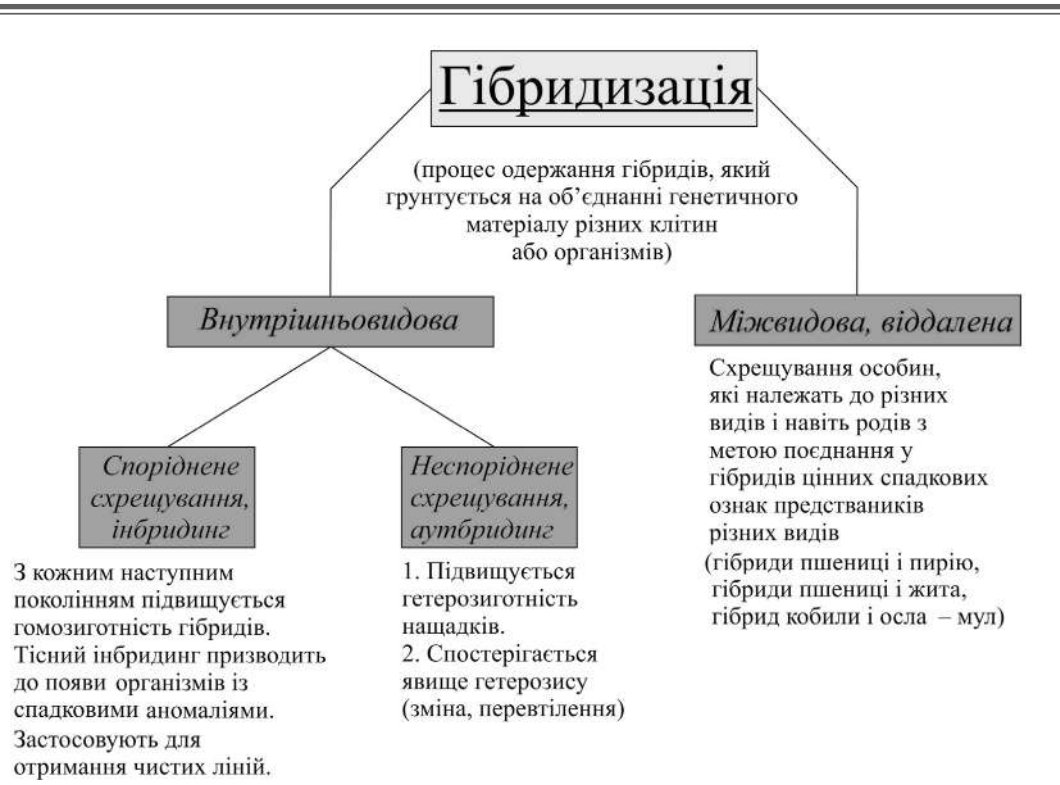 Гібридизація
(процес одержання гібридів, який
грунтується на об’єднанні генетичного
матеріалу різних клітин
або організмів)
Внутрішньовидова
Споріднене
схрещування,
інбридинг
З кожним наступним
поколінням підвищується
гомозиготність гібридів.
Тісний інбридинг призводить
до появи організмів із
спадковими аномаліями.
Застосовують для
отримання чистих ліній.
Неспоріднене
схрещування,
аутбридинг
1. Підвищується
гетерозиготність
нащадків.
2. Спостерігається
явище гетерозису
(зміна, перевтілення)
Міжвидова, віддалена
Схрещування особин,
які належать до різних
видів і навіть родів з
метою поєднання у
гібридів цінних спадкових
ознак предстваників
різних видів
(гібриди пшениці і пирію,
гібриди пшениці і жита,
гібрид кобили і осла – мул)